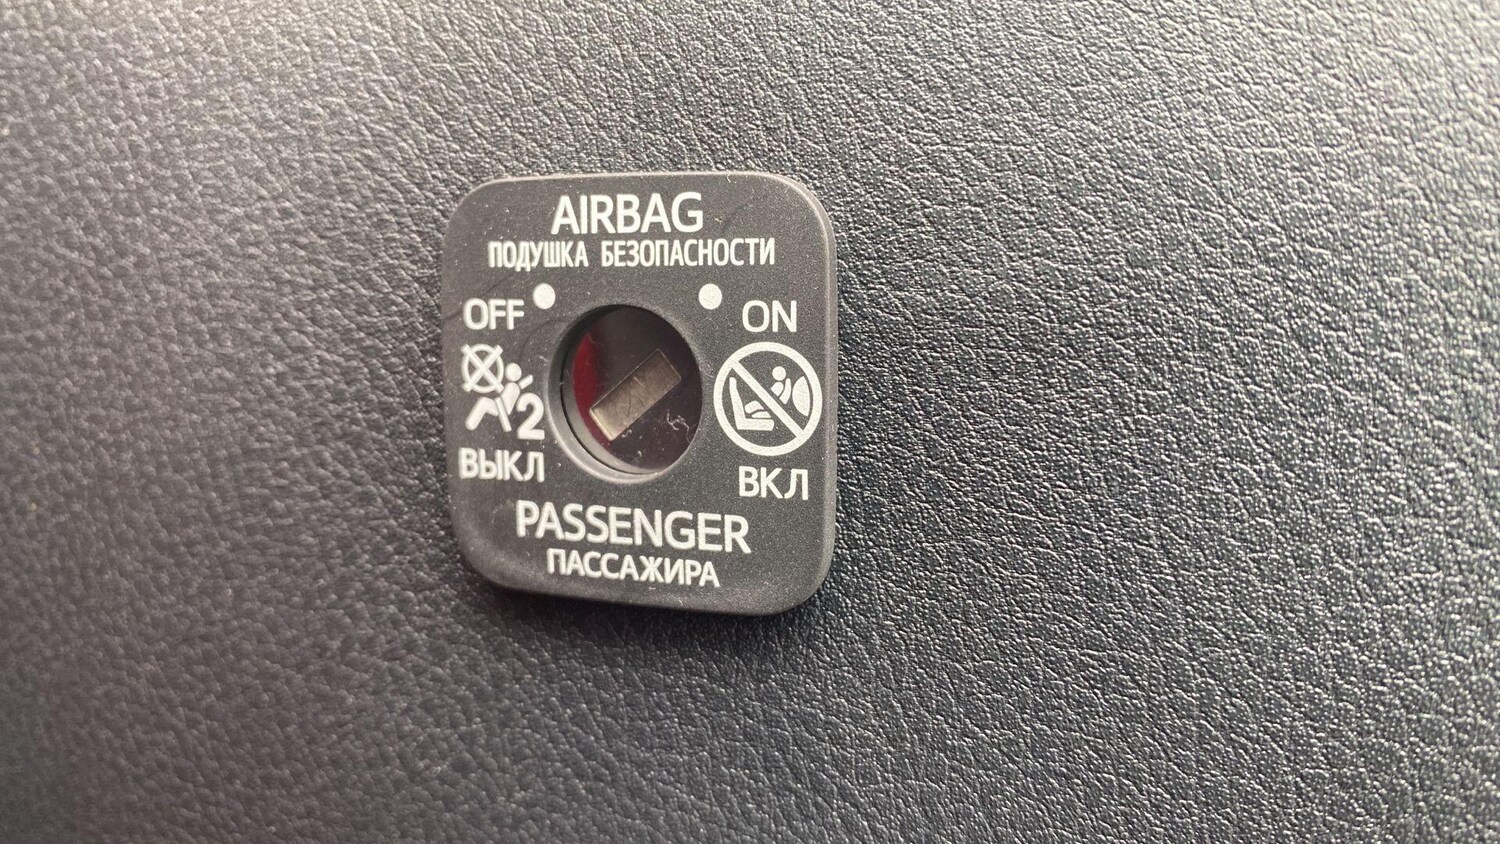 AIRBAG
ПОДУШКА БЕЗОПАСНОСТИ
OFF
ON
2
ВЫКЛ
ВКЛ
PASSENGER
ПАССАЖИРА